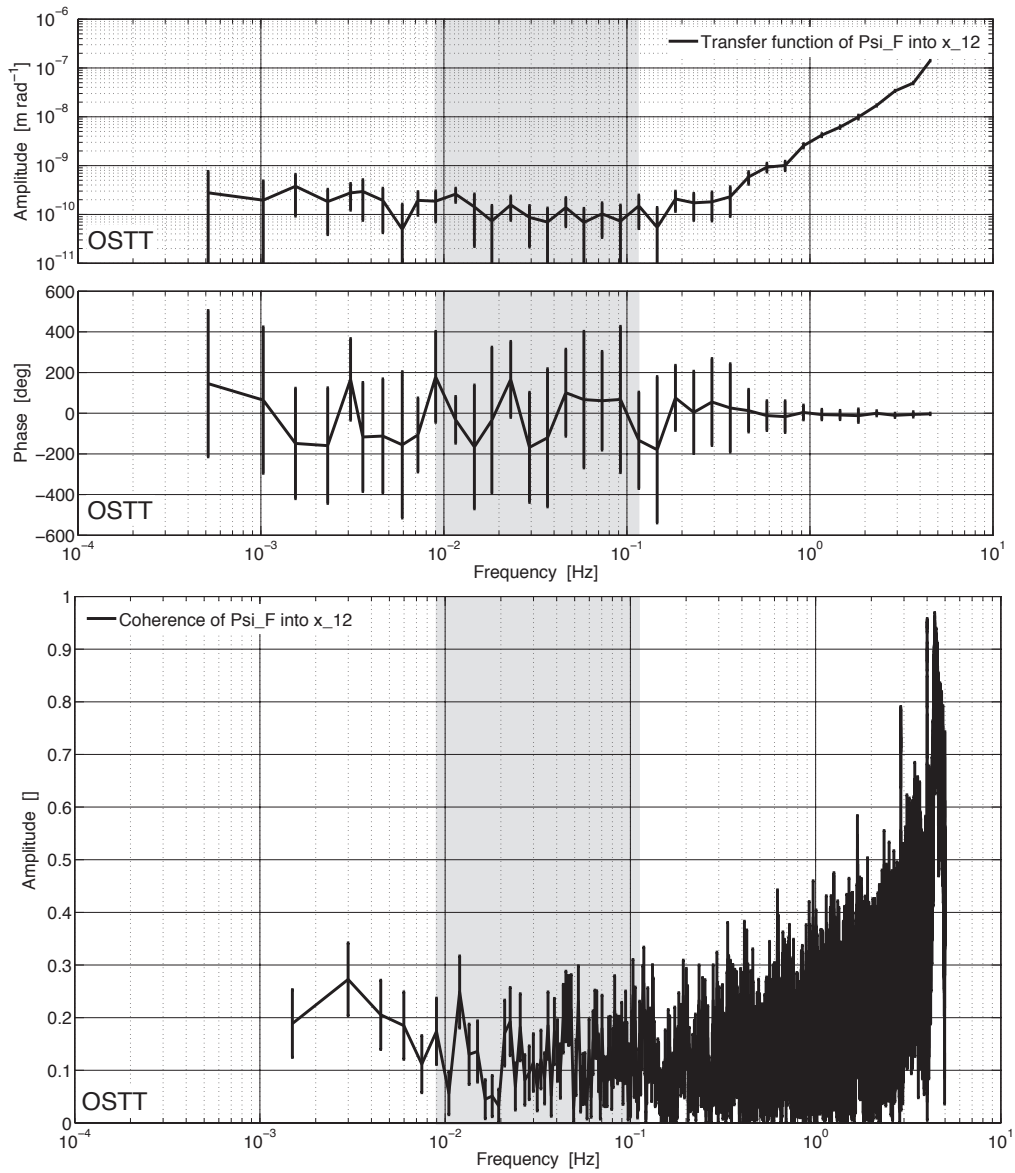 10^−6
Transfer function of Psi_F into x_12
10^−7
10^−8
10^−9
10^−10
10^−11
Amplitude [m rad^−1]
OSTT
600
400
200
0
−200
−400
−600
Phase [deg]
OSTT
10^−4 10^−3 10^−2 10^−1 10^0 10^1
Frequency [Hz]
1
Coherence of Psi_F into x_12
0.9
0.8
0.7
0.6
0.5
0.4
0.3
0.2
0.1
0
Amplitude []
OSTT
10^−4 10^−3 10^−2 10^−1 10^0 10^1
Frequency [Hz]